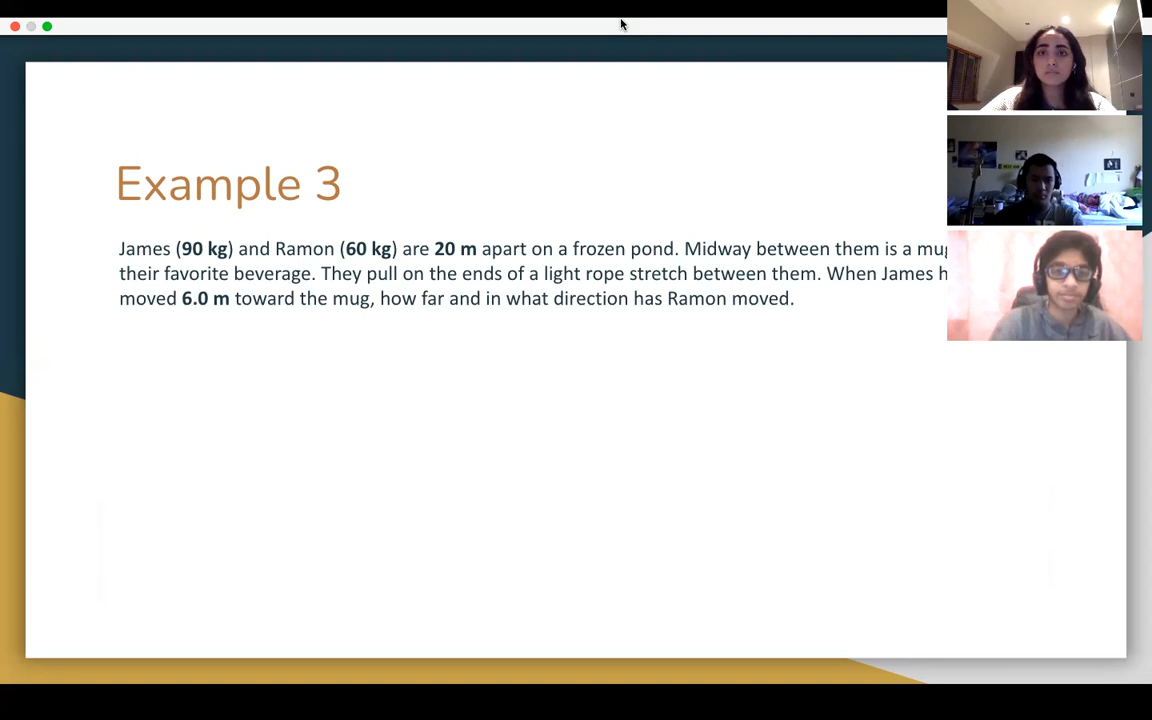 Example 3
James (90 kg) and Ramon (60 kg) are 20 m apart on a frozen pond. Midway between them is a
their favorite beverage. They pull on the ends of a light rope stretch between them. When James
moved 6.0 m toward the mug, how far and in what direction has Ramon moved.